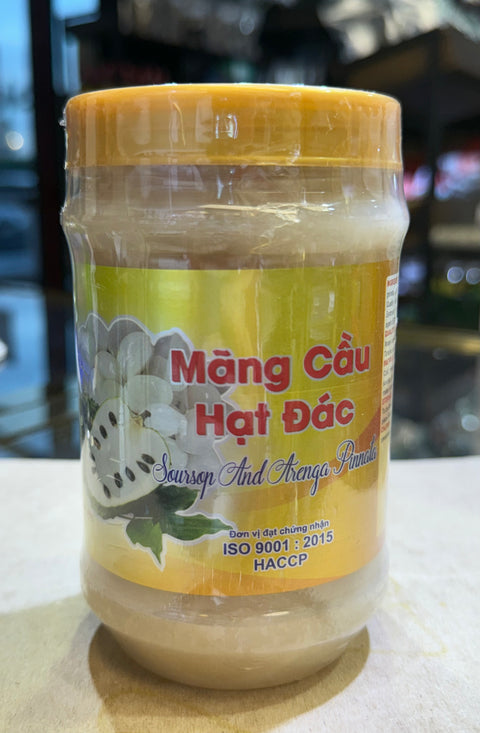 Mãng Cầu
Hạt Đác
Soursop And Arenga Pinnata
Đơn vị đạt chứng nhận
ISO 9001 : 2015
HACCP